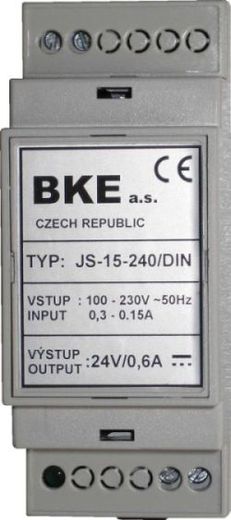 BKE a.s. CE
CZECH REPUBLIC
TYP: JS-15-240/DIN
VSTUP : 100 - 230V ~50Hz
INPUT 0,3 - 0.15A
VÝSTUP
OUTPUT :24V/0,6A ⎓